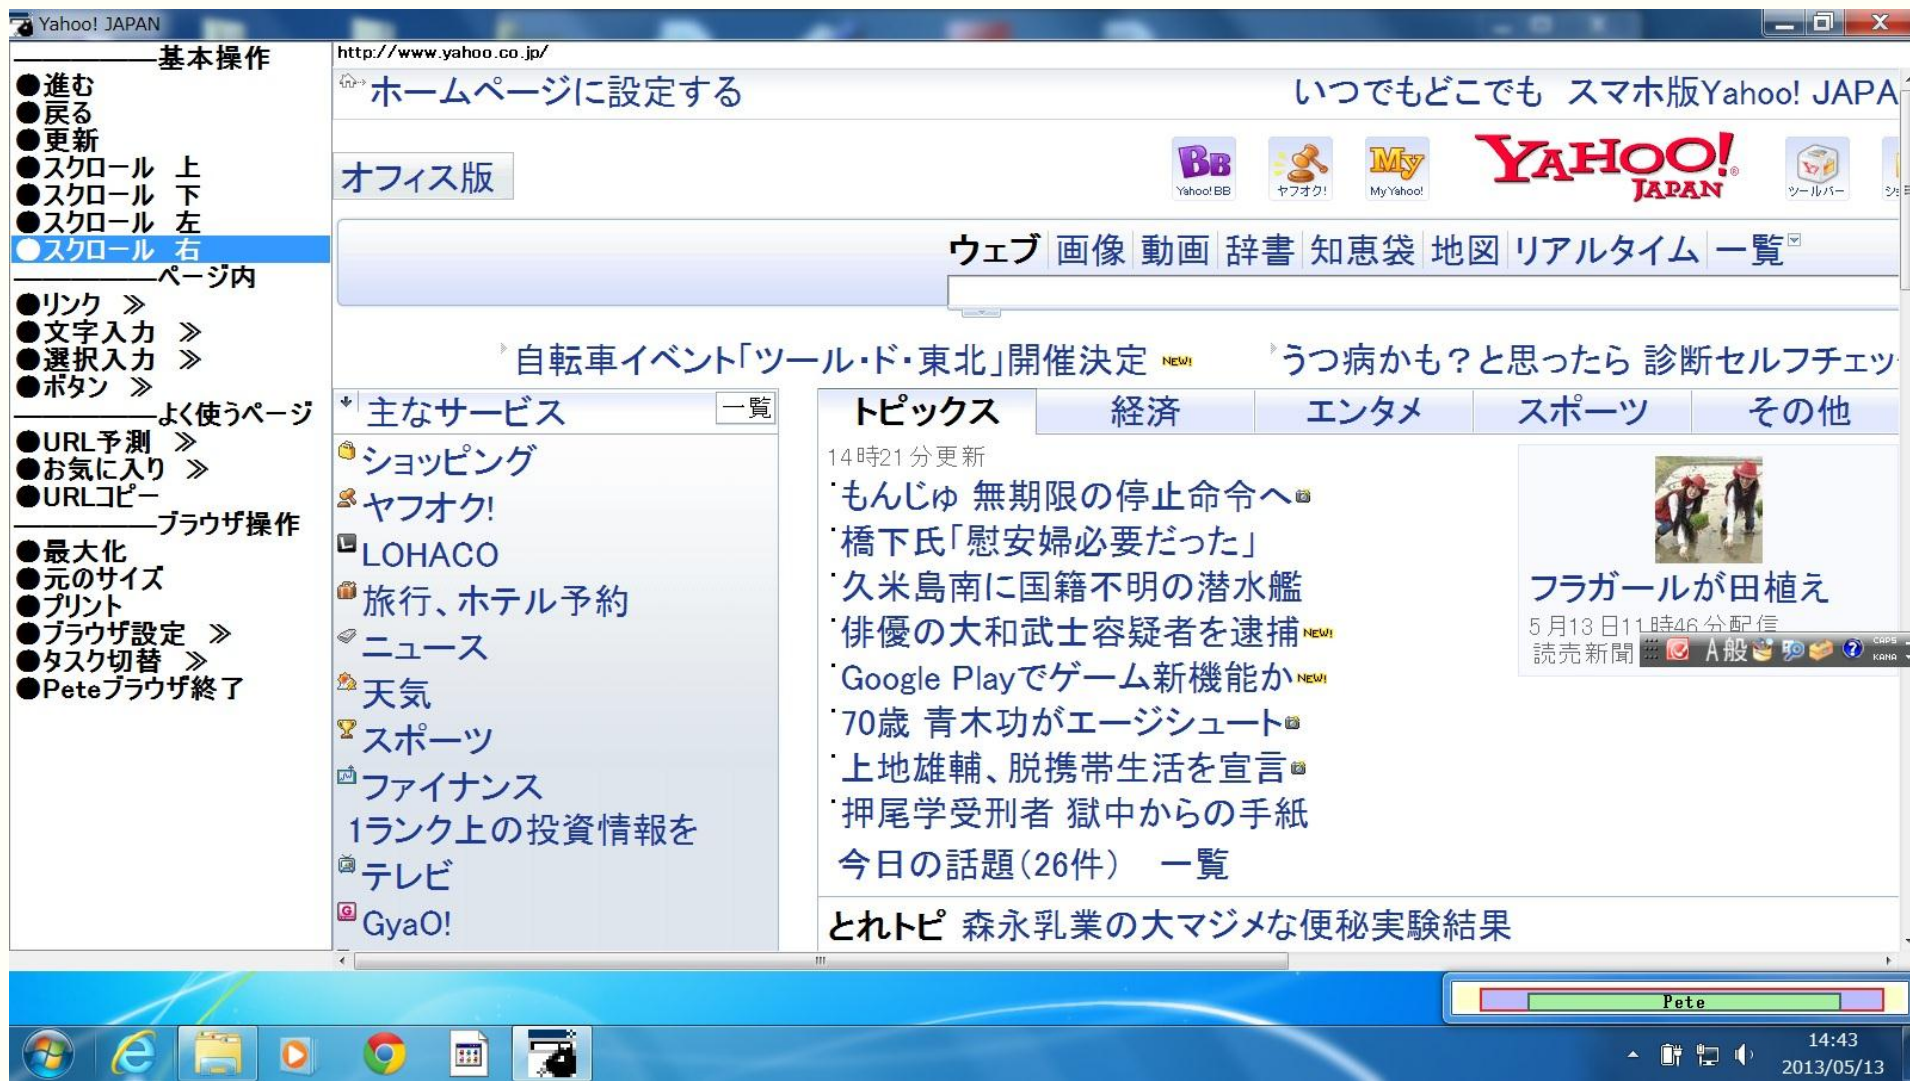 Yahoo! JAPAN
基本操作
●進む
●戻る
●更新
●スクロール 上
●スクロール 下
●スクロール 左
●スクロール 右
ページ内
●リンク ≫
●文字入力 ≫
●選択入力 ≫
●ボタン ≫
よく使うページ
●URL予測 ≫
●お気に入り ≫
●URLコピー
ブラウザ操作
●最大化
●元のサイズ
●プリント
●ブラウザ設定 ≫
●タスク切替 ≫
●Peteブラウザ終了
http://www.yahoo.co.jp/
ホームページに設定する
いつでもどこでも スマホ版Yahoo! JAPA
オフィス版
BB
Yahoo!BB
ヤフオク!
My
My Yahoo!
YAHOO!
JAPAN
ツールバー
ウェブ 画像 動画 辞書 知恵袋 地図 リアルタイム 一覧
自転車イベント「ツール・ド・東北」開催決定 NEW!
うつ病かも？と思ったら 診断セルフチェッ
主なサービス 一覧
ショッピング
ヤフオク!
LOHACO
旅行、ホテル予約
ニュース
天気
スポーツ
ファイナンス
1ランク上の投資情報を
テレビ
GyaO!
トピックス 経済 エンタメ スポーツ その他
14時21分更新
もんじゅ 無期限の停止命令へ
橋下氏「慰安婦必要だった」
久米島南に国籍不明の潜水艦
俳優の大和武士容疑者を逮捕 NEW!
Google Playでゲーム新機能か NEW!
70歳 青木功がエージシュート
上地雄輔、脱携帯生活を宣言
押尾学受刑者 獄中からの手紙
今日の話題(26件) 一覧
とれトピ 森永乳業の大マジメな便秘実験結果
フラガールが田植え
5月13日11時46分配信
読売新聞
A般
CAPS
KANA
Pete
14:43
2013/05/13